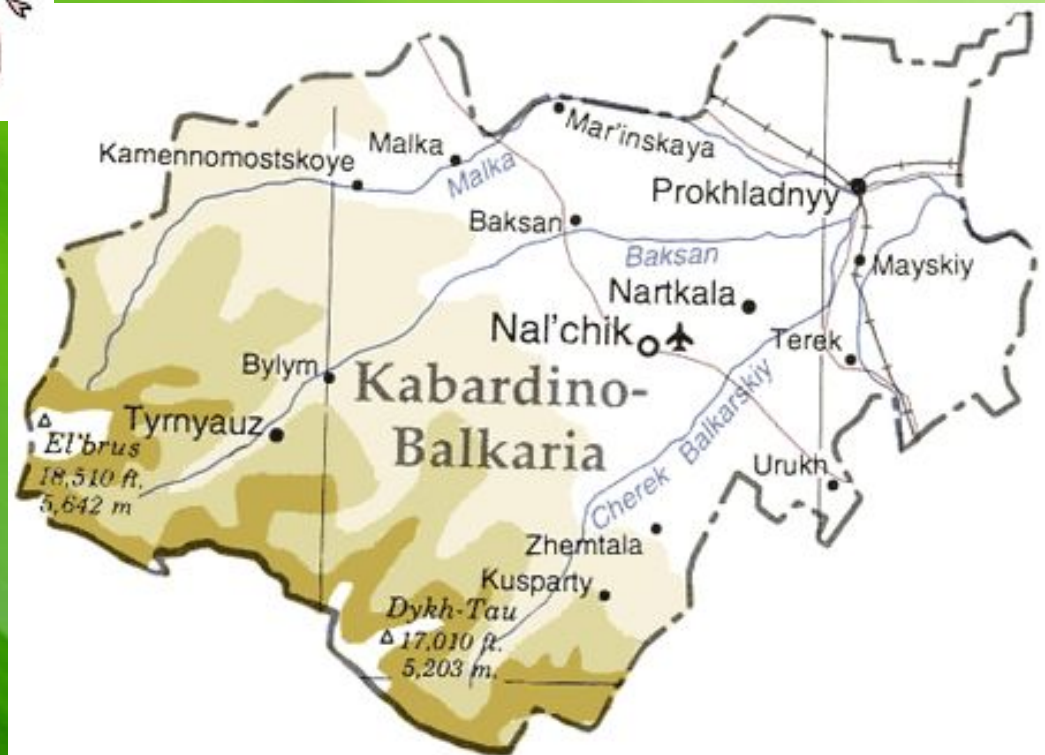 Mar'inskaya
Malka
Kamennomostskoye
Malka
Prokhladnyy
Baksan
Baksan
Mayskiy
Nartkala
Nal'chik
Terek
Bylym
Kabardino-
Balkaria
Tyrnyauz
El'brus
18,510 ft.
5,642 m
Cherek Balkarskiy
Urukh
Zhemtala
Kusparty
Dykh-Tau
17,010 ft.
5,203 m.